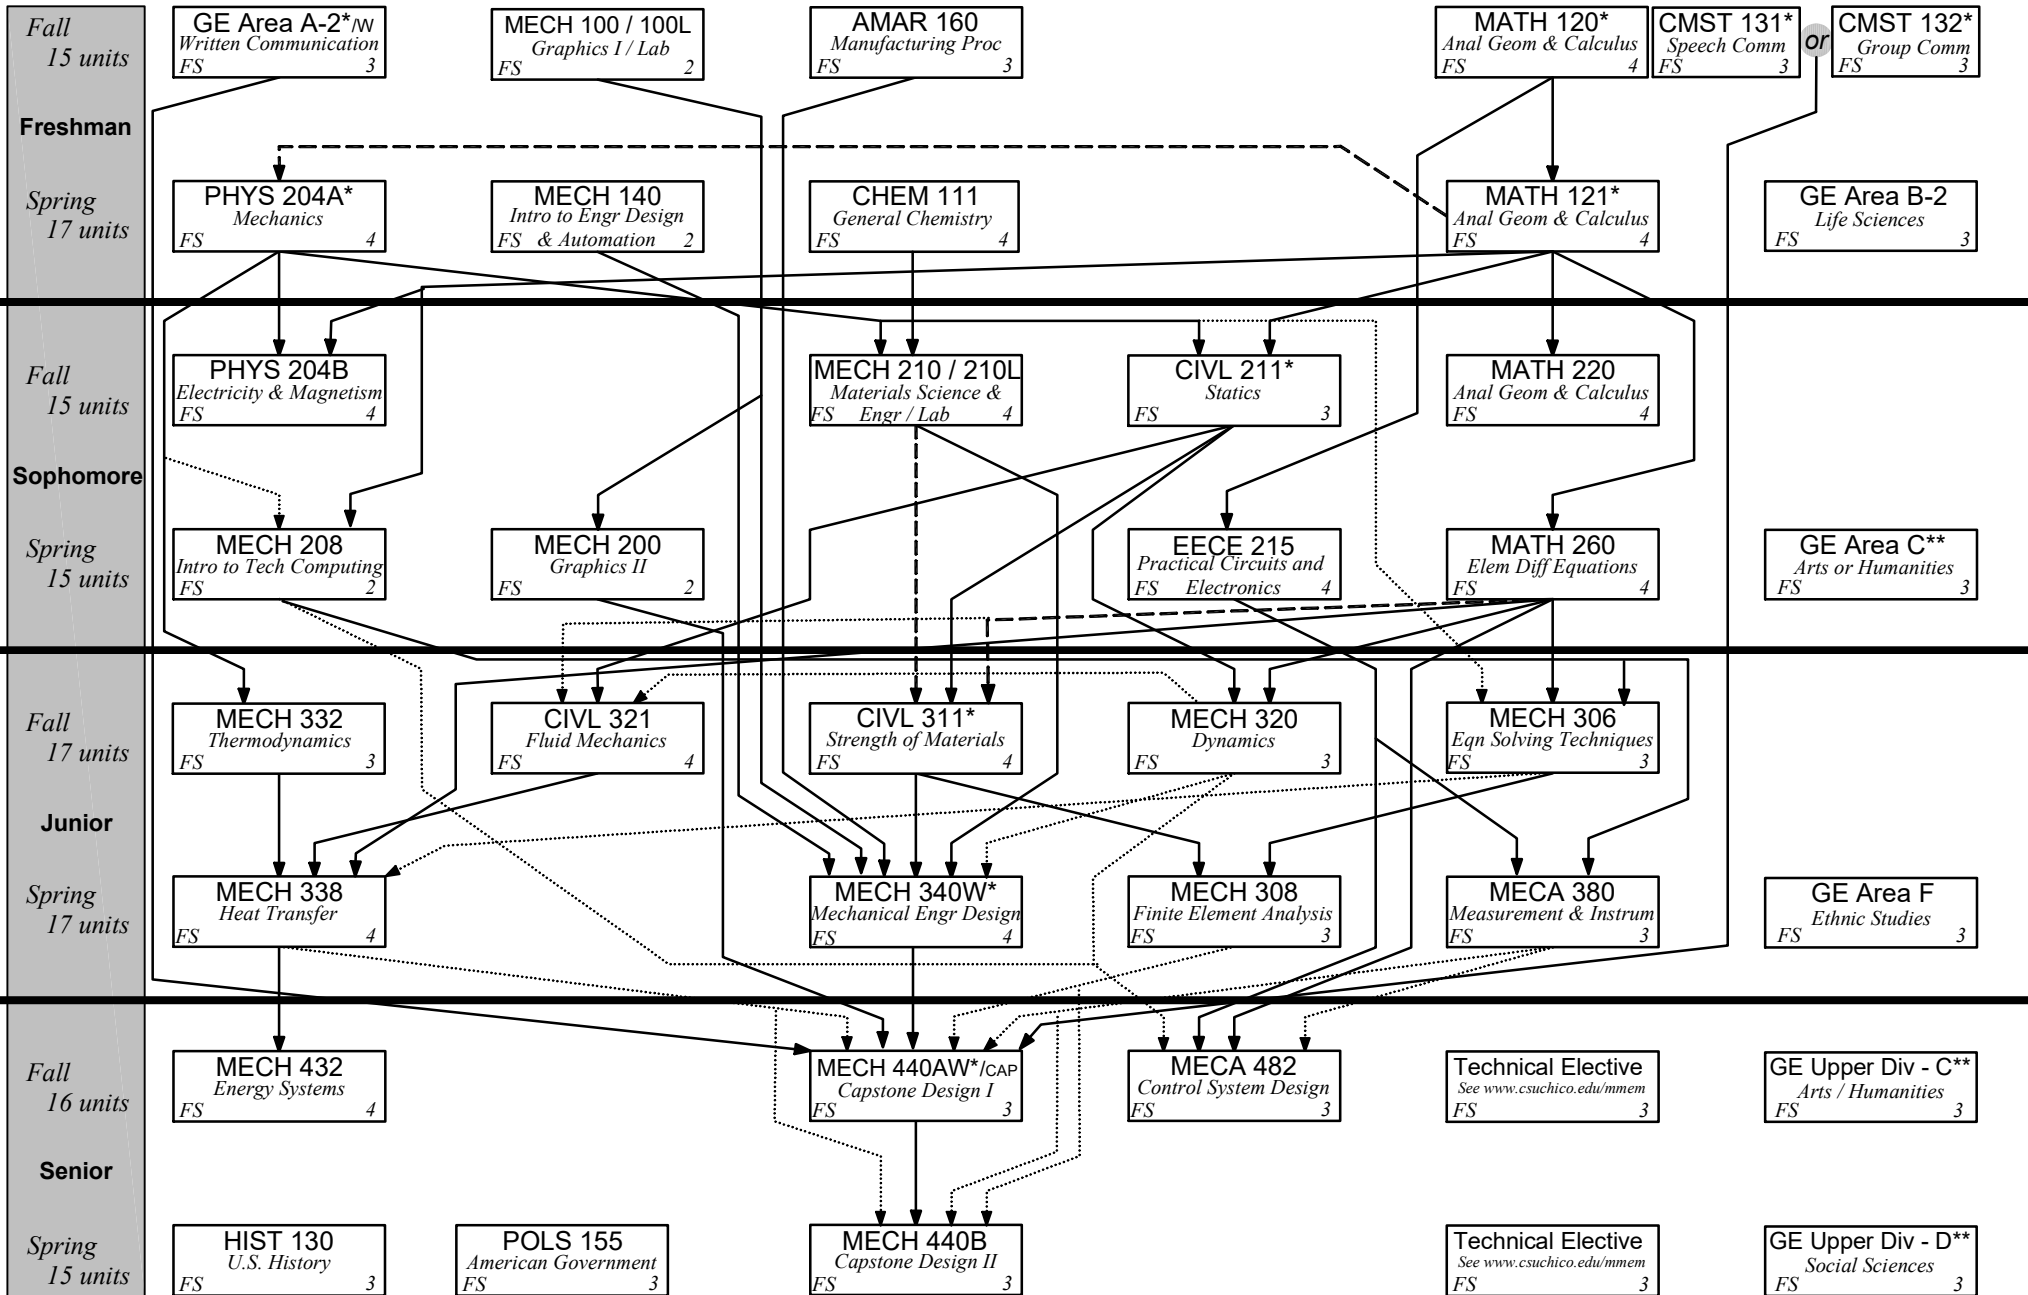 Fall
15 units
GE Area A-2*/W
Written Communication
FS 3
MECH 100 / 100L
Graphics I / Lab
FS 2
AMAR 160
Manufacturing Proc
FS 3
MATH 120*
Anal Geom & Calculus
FS 4
CMST 131*
Speech Comm
FS 3
or
CMST 132*
Group Comm
FS 3
Freshman
Spring
17 units
PHYS 204A*
Mechanics
FS 4
MECH 140
Intro to Engr Design
FS & Automation 2
CHEM 111
General Chemistry
FS 4
MATH 121*
Anal Geom & Calculus
FS 4
GE Area B-2
Life Sciences
FS 3
Fall
15 units
PHYS 204B
Electricity & Magnetism
FS 4
MECH 210 / 210L
Materials Science &
FS Engr / Lab 4
CIVL 211*
Statics
FS 3
MATH 220
Anal Geom & Calculus
FS 4
Sophomore
Spring
15 units
MECH 208
Intro to Tech Computing
FS 2
MECH 200
Graphics II
FS 2
EECE 215
Practical Circuits and
FS Electronics 4
MATH 260
Elem Diff Equations
FS 4
GE Area C**
Arts or Humanities
FS 3
Fall
17 units
MECH 332
Thermodynamics
FS 3
CIVL 321
Fluid Mechanics
FS 4
CIVL 311*
Strength of Materials
FS 4
MECH 320
Dynamics
FS 3
MECH 306
Eqn Solving Techniques
FS 3
Junior
Spring
17 units
MECH 338
Heat Transfer
FS 4
MECH 340W*
Mechanical Engr Design
FS 4
MECH 308
Finite Element Analysis
FS 3
MECA 380
Measurement & Instrum
FS 3
GE Area F
Ethnic Studies
FS 3
Fall
16 units
MECH 432
Energy Systems
FS 4
MECH 440AW*/CAP
Capstone Design I
FS 3
MECA 482
Control System Design
FS 3
Technical Elective
See www.csuchico.edu/mmem
FS 3
GE Upper Div - C**
Arts / Humanities
FS 3
Senior
Spring
15 units
HIST 130
U.S. History
FS 3
POLS 155
American Government
FS 3
MECH 440B
Capstone Design II
FS 3
Technical Elective
See www.csuchico.edu/mmem
FS 3
GE Upper Div - D**
Social Sciences
FS 3